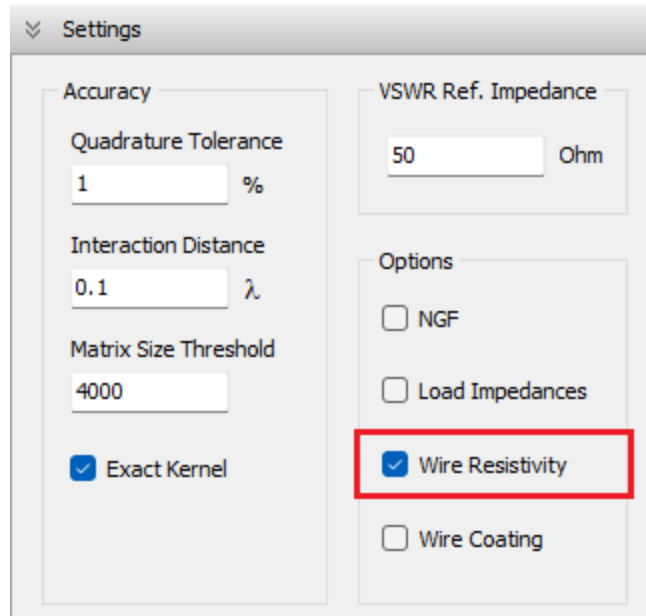 Settings
Accuracy
Quadrature Tolerance
1 %
Interaction Distance
0.1 λ
Matrix Size Threshold
4000
Exact Kernel
VSWR Ref. Impedance
50 Ohm
Options
NGF
Load Impedances
Wire Resistivity
Wire Coating